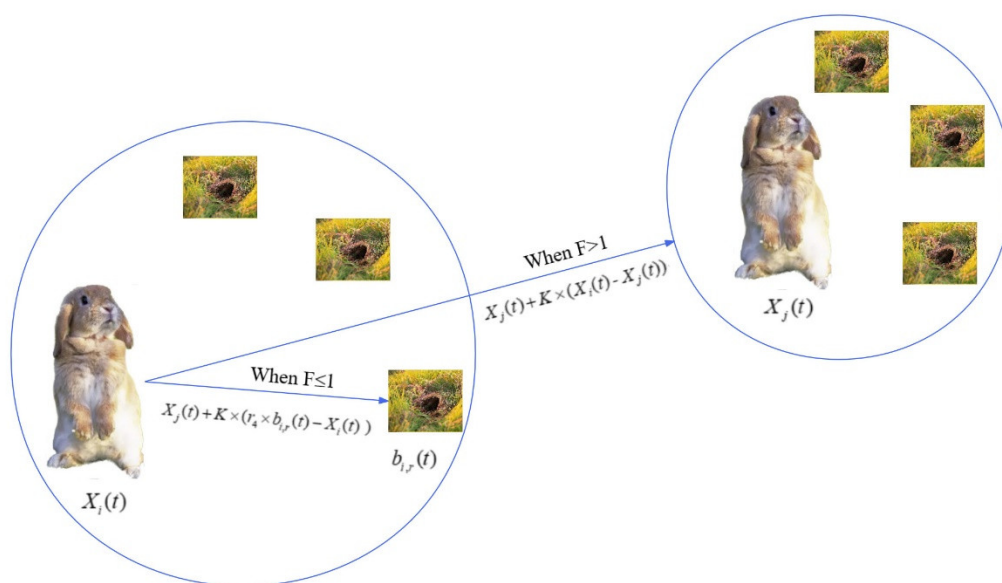 When F>1
X_j(t)+K×(X_i(t)-X_j(t))
X_j(t)
When F≤1
X_j(t)+K×(r_4×b_{i,r}(t)-X_i(t))
b_{i,r}(t)
X_i(t)